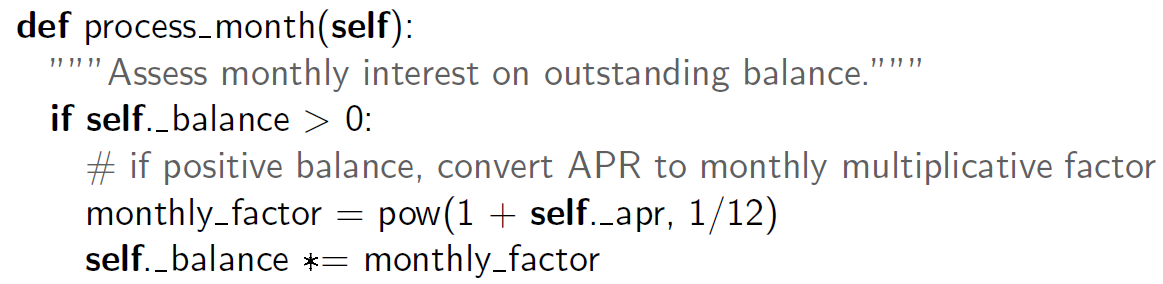 def process_month(self):
"""Assess monthly interest on outstanding balance."""
if self._balance > 0:
# if positive balance, convert APR to monthly multiplicative factor
monthly_factor = pow(1 + self._apr, 1/12)
self._balance *= monthly_factor